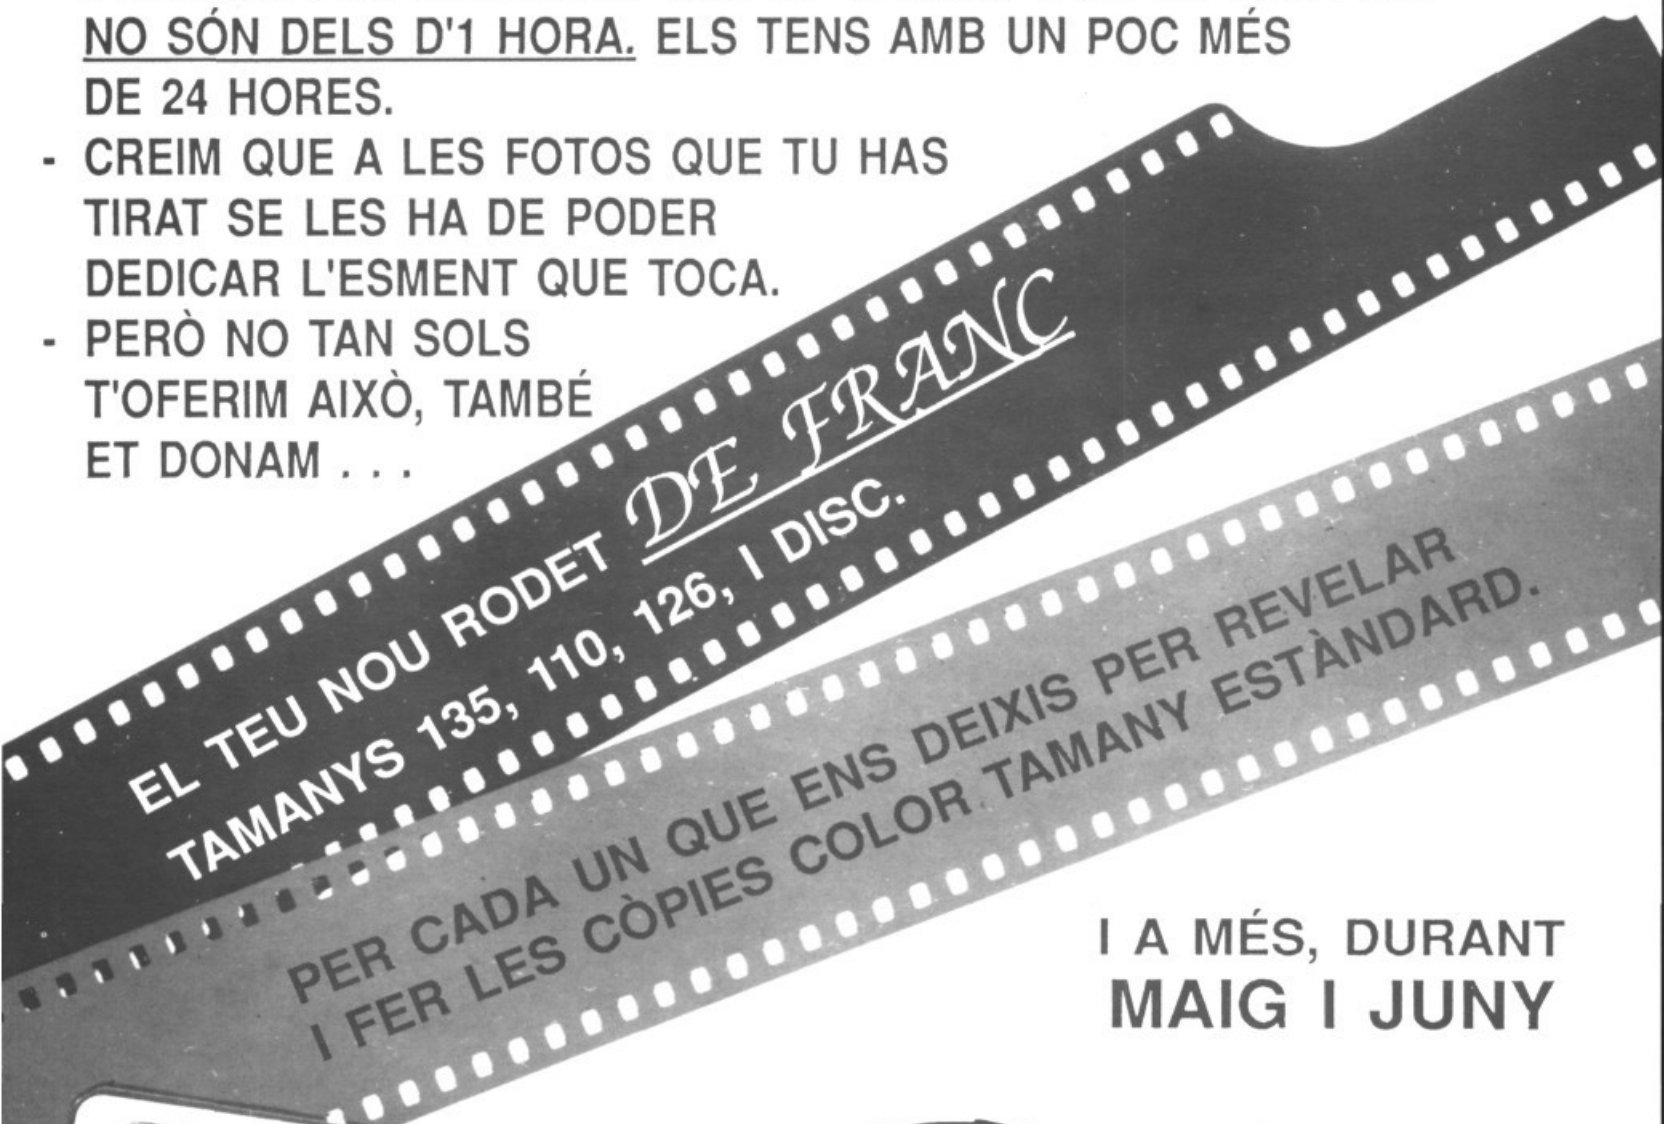 NO SÓN DELS D'1 HORA. ELS TENS AMB UN POC MÉS
DE 24 HORES.
- CREIM QUE A LES FOTOS QUE TU HAS
TIRAT SE LES HA DE PODER
DEDICAR L'ESMENT QUE TOCA.
- PERÒ NO TAN SOLS
T'OFERIM AIXÒ, TAMBÉ
ET DONAM . . .
EL TEU NOU RODET DE FRANC
TAMANYS 135, 110, 126, I DISC.
PER CADA UN QUE ENS DEIXIS PER REVELAR
I FER LES CÒPIES COLOR TAMANY ESTÀNDARD.
I A MÉS, DURANT
MAIG I JUNY